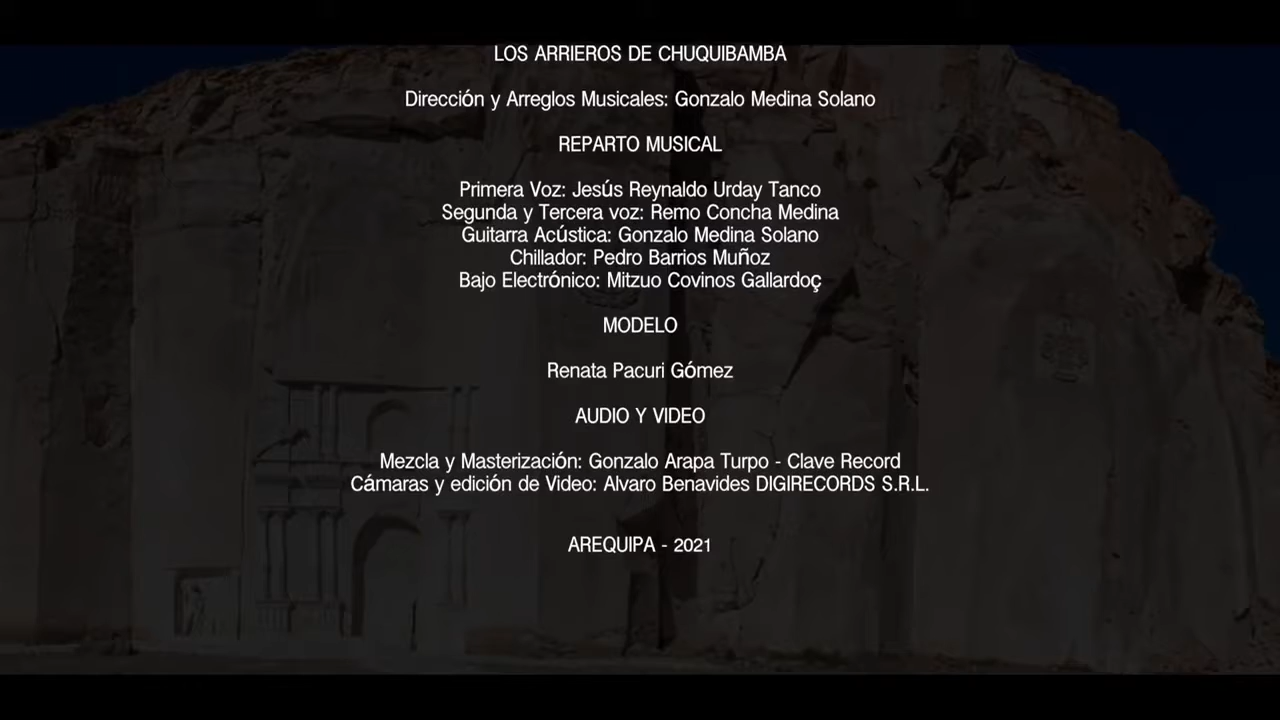 LOS ARRIEROS DE CHUQUIBAMBA
Dirección y Arreglos Musicales: Gonzalo Medina Solano
REPARTO MUSICAL
Primera Voz: Jesús Reynaldo Urday Tanco
Segunda y Tercera voz: Remo Concha Medina
Guitarra Acústica: Gonzalo Medina Solano
Chillador: Pedro Barrios Muñoz
Bajo Electrónico: Mitzuo Covinos Gallardoç
MODELO
Renata Pacuri Gómez
AUDIO Y VIDEO
Mezcla y Masterización: Gonzalo Arapa Turpo - Clave Record
Cámaras y edición de Video: Alvaro Benavides DIGIRECORDS S.R.L.
AREQUIPA - 2021